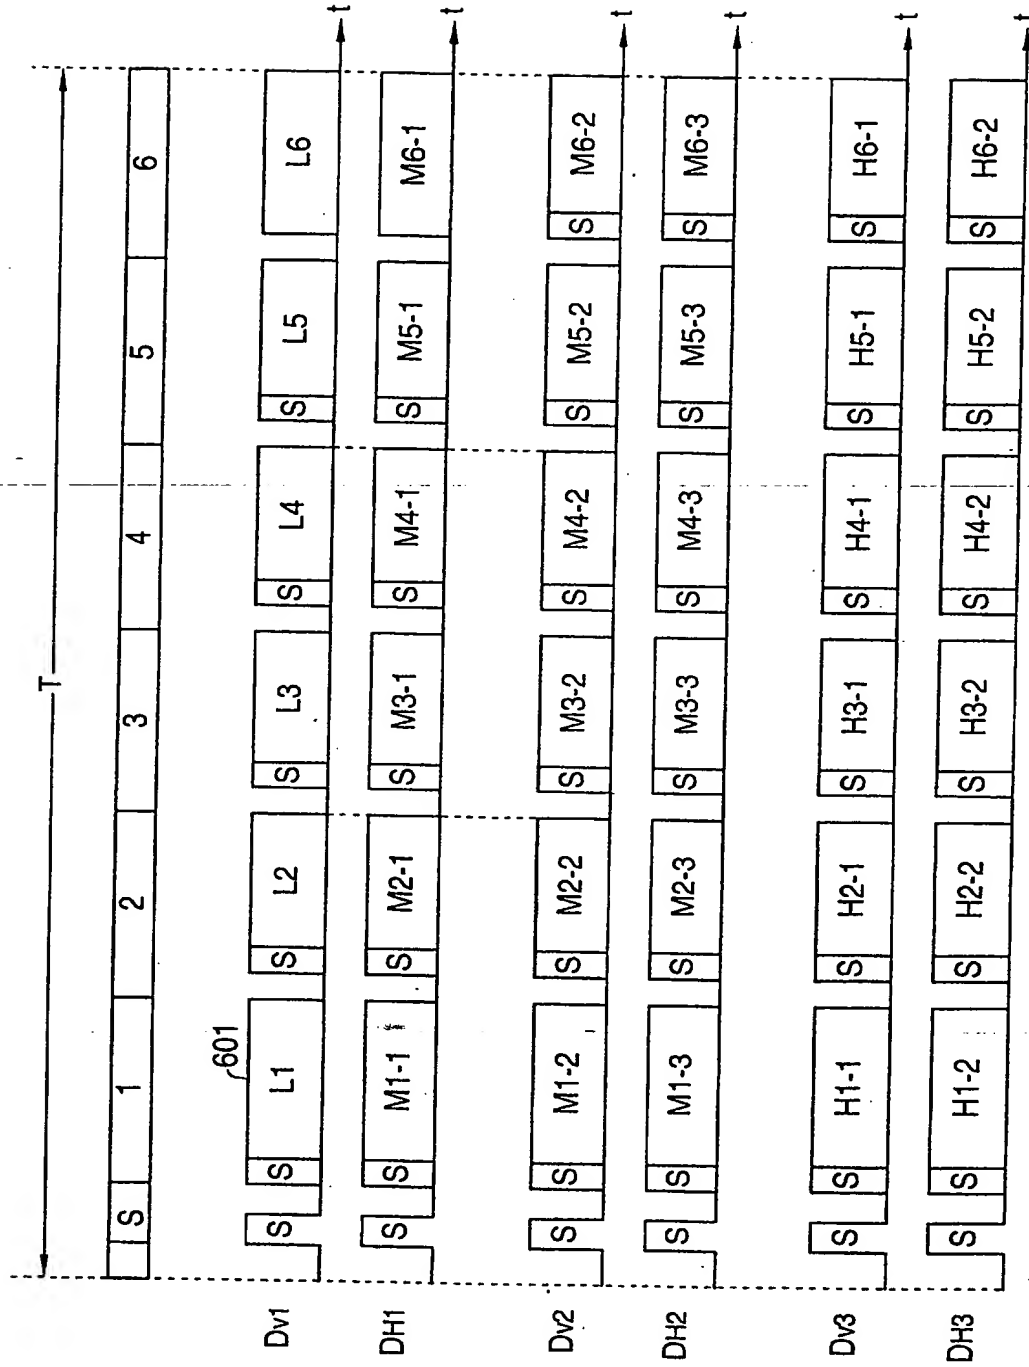 T
S 1 2 3 4 5 6
601
Dv1 S S L1 S L2 S L3 S L4 S L5 L6 t
DH1 S S M1-1 S M2-1 S M3-1 S M4-1 S M5-1 M6-1 t
Dv2 S S M1-2 S M2-2 S M3-2 S M4-2 S M5-2 S M6-2 t
DH2 S S M1-3 S M2-3 S M3-3 S M4-3 S M5-3 S M6-3 t
Dv3 S S H1-1 S H2-1 S H3-1 S H4-1 S H5-1 S H6-1 t
DH3 S S H1-2 S H2-2 S H3-2 S H4-2 S H5-2 S H6-2 t